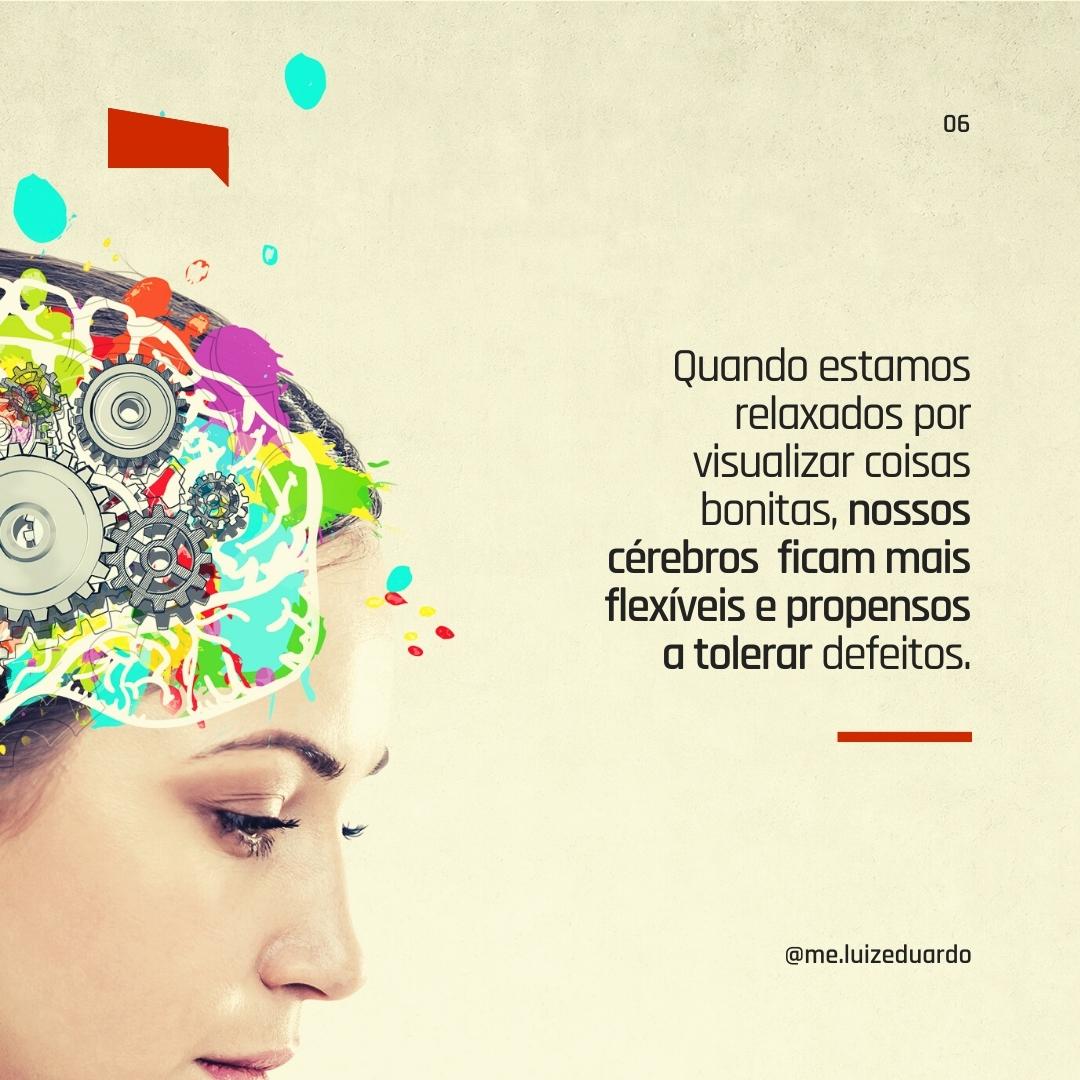 06
Quando estamos
relaxados por
visualizar coisas
bonitas, nossos
cérebros  ficam mais
flexíveis e propensos
a tolerar defeitos.
@me.luizeduardo